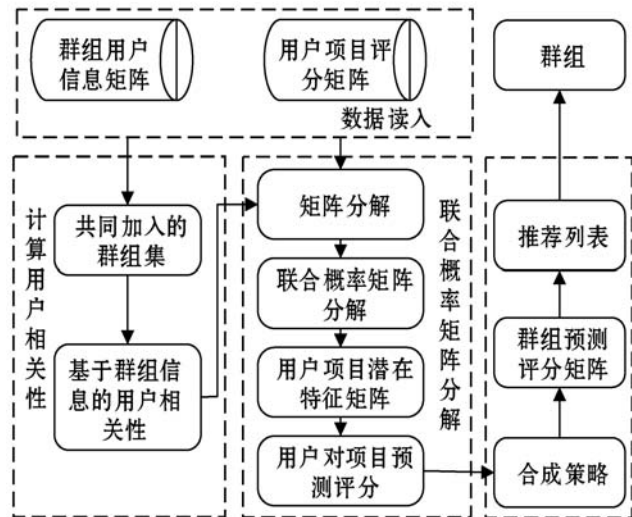 群组用户
信息矩阵
用户项目评
分矩阵
数据读入
群组
计算用户相关性
共同加入的
群组集
基于群组信
息的用户相
关性
矩阵分解
联合概率矩阵
分解
用户项目潜在
特征矩阵
用户对项目预
测评分
联合概率矩阵分解
推荐列表
群组预测
评分矩阵
合成策略